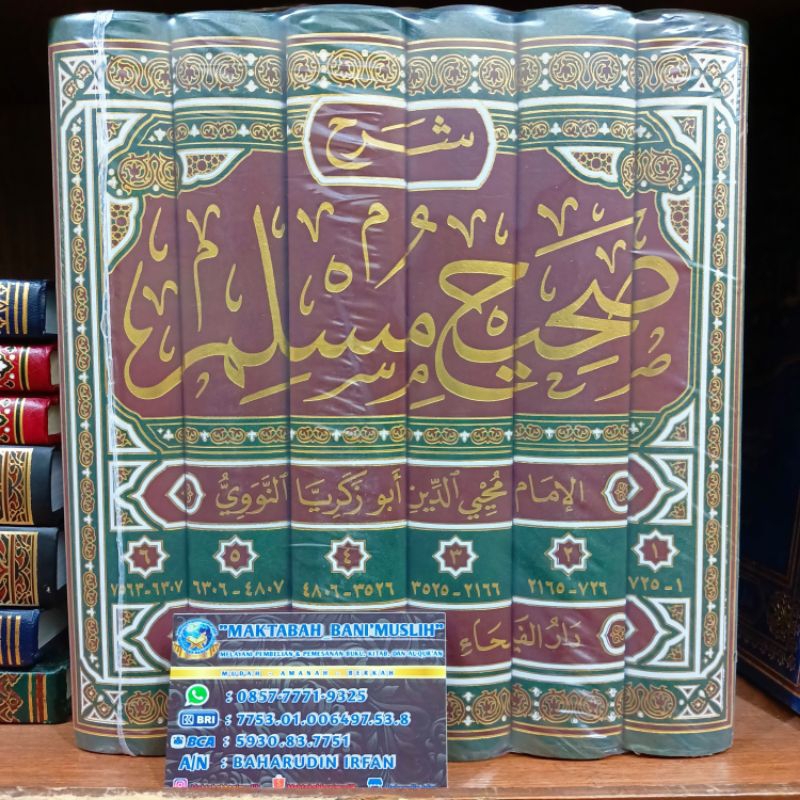 شرح
صحيح مسلم
الإمام محيي الدين أبو زكريا النووي
١ ٢ ٣ ٤ ٥ ٦
١-٧٢٥ ٧٢٦-٢١٦٥ ٢١٦٦-٣٥٢٥ ٣٥٢٦-٤٨٠٦ ٤٨٠٧-٦٣٠٦ ٦٣٠٧-٧٥٦٣
دار الفيحاء
"MAKTABAH BANI MUSLIH"
MELAYANI PEMBELIAN & PEMESANAN BUKU, KITAB, DAN AL-QUR'AN
MUDAH - AMANAH - BERKAH
: 0857-7771-9325
BRI : 7753.01.006497.53.8
BCA : 5930.83.7751
A/N : BAHARUDIN IRFAN